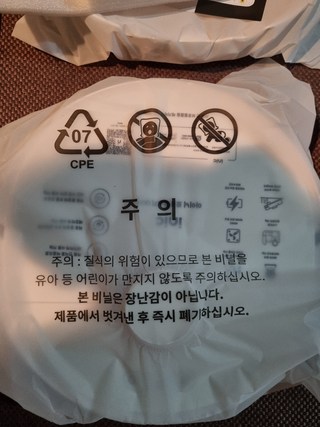 07
CPE
주 의
주의 : 질식의 위험이 있으므로 본 비닐을
유아 등 어린이가 만지지 않도록 주의하십시오.
본 비닐은 장난감이 아닙니다.
제품에서 벗겨낸 후 즉시 폐기하십시오.